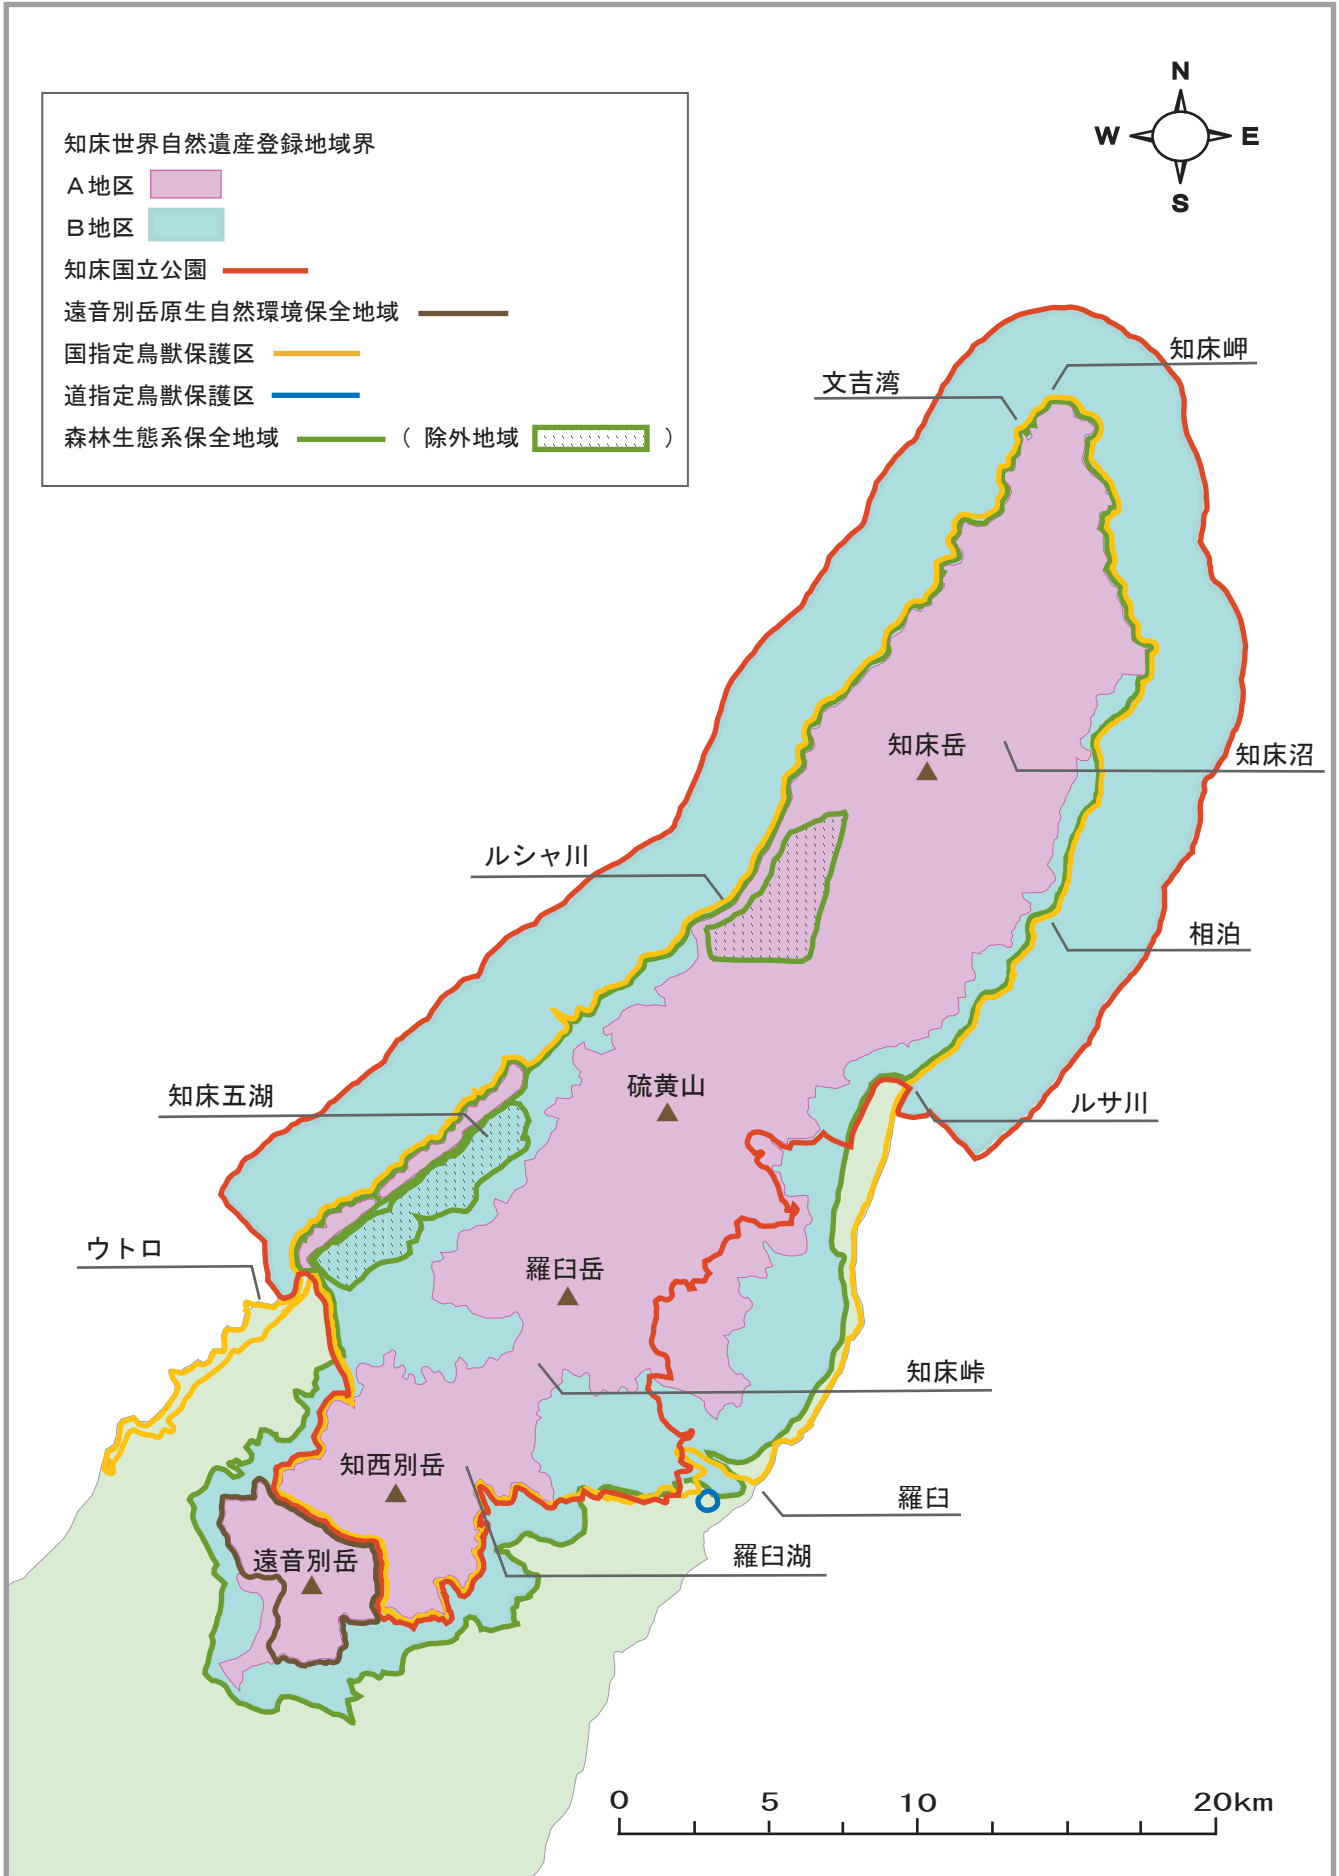 N
W E
S
知床世界自然遺産登録地域界
A地区
B地区
知床国立公園
遠音別岳原生自然環境保全地域
国指定鳥獣保護区
道指定鳥獣保護区
森林生態系保全地域 （ 除外地域 ）
知床岬
文吉湾
知床岳
知床沼
ルシャ川
相泊
硫黄山
知床五湖
ルサ川
ウトロ
羅臼岳
知床峠
知西別岳
羅臼
羅臼湖
遠音別岳
0 5 10 20km